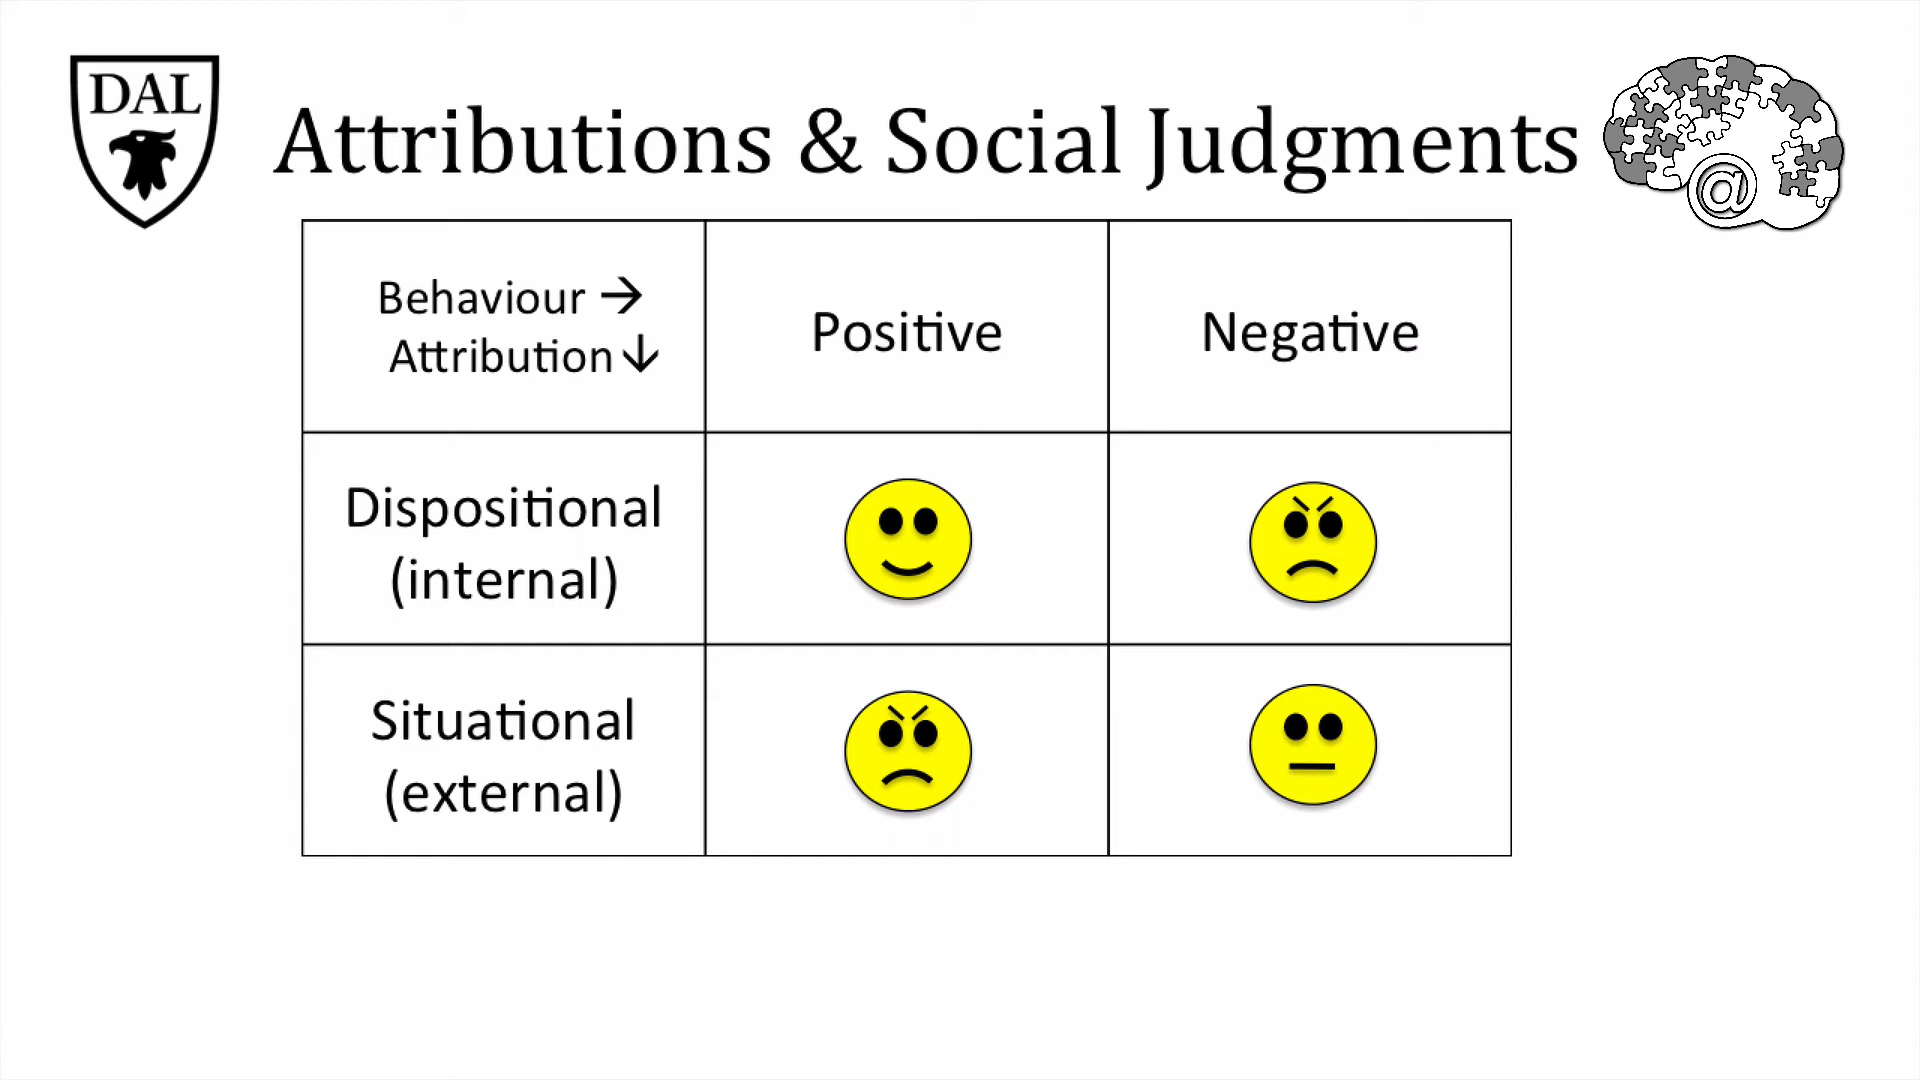 DAL
Attributions & Social Judgments
@
Behaviour →
Attribution ↓
Positive
Negative
Dispositional
(internal)
Situational
(external)